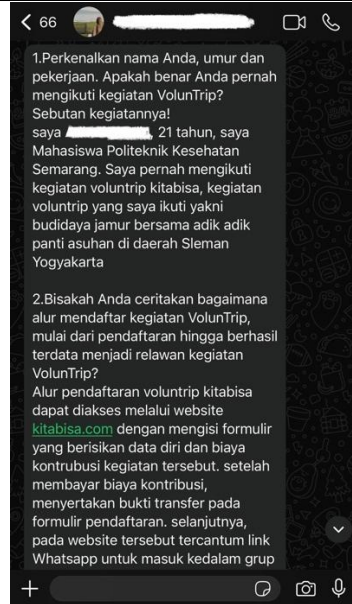 66
1.Perkenalkan nama Anda, umur dan
pekerjaan. Apakah benar Anda pernah
mengikuti kegiatan VolunTrip?
Sebutan kegiatannya!
saya , 21 tahun, saya
Mahasiswa Politeknik Kesehatan
Semarang. Saya pernah mengikuti
kegiatan voluntrip kitabisa, kegiatan
voluntrip yang saya ikuti yakni
budidaya jamur bersama adik adik
panti asuhan di daerah Sleman
Yogyakarta
2.Bisakah Anda ceritakan bagaimana
alur mendaftar kegiatan VolunTrip,
mulai dari pendaftaran hingga berhasil
terdata menjadi relawan kegiatan
VolunTrip?
Alur pendaftaran voluntrip kitabisa
dapat diakses melalui website
kitabisa.com dengan mengisi formulir
yang berisikan data diri dan biaya
kontrubusi kegiatan tersebut. setelah
membayar biaya kontribusi,
menyertakan bukti transfer pada
formulir pendaftaran. selanjutnya,
pada website tersebut tercantum link
Whatsapp untuk masuk kedalam grup